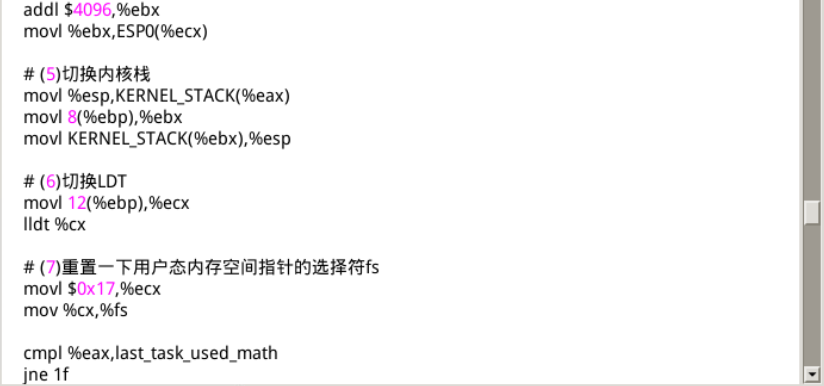 addl $4096,%ebx
movl %ebx,ESP0(%ecx)
# (5)切换内核栈
movl %esp,KERNEL_STACK(%eax)
movl 8(%ebp),%ebx
movl KERNEL_STACK(%ebx),%esp
# (6)切换LDT
movl 12(%ebp),%ecx
lldt %cx
# (7)重置一下用户态内存空间指针的选择符fs
movl $0x17,%ecx
mov %cx,%fs
cmpl %eax,last_task_used_math
jne 1f